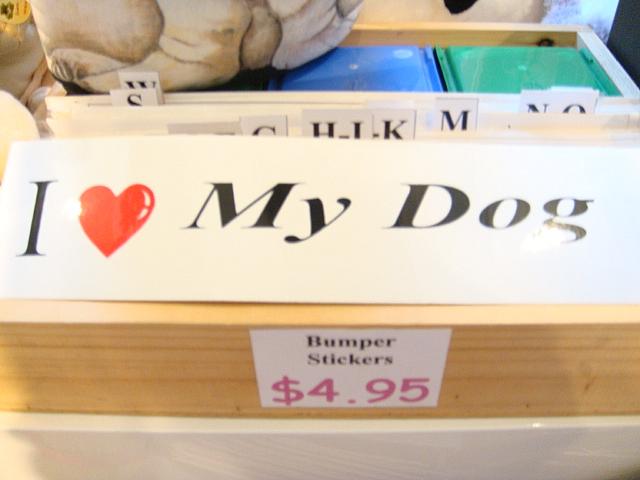 W
S
G
H-I-K
M
N-O
I ❤ My Dog
Bumper
Stickers
$4.95